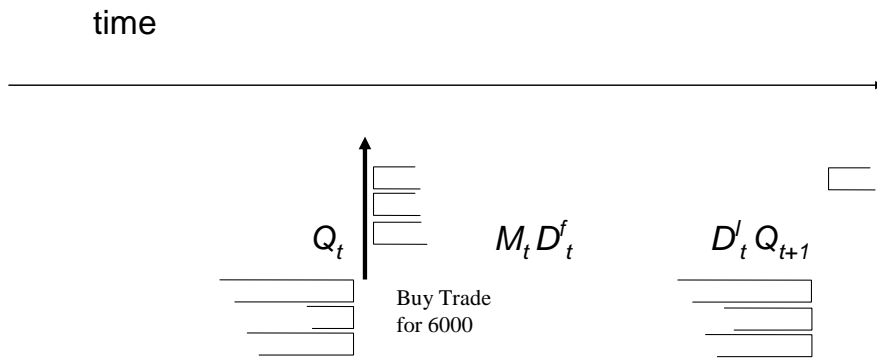 time
Q_t
M_t D^f_t
D^l_t Q_{t+1}
Buy Trade
for 6000